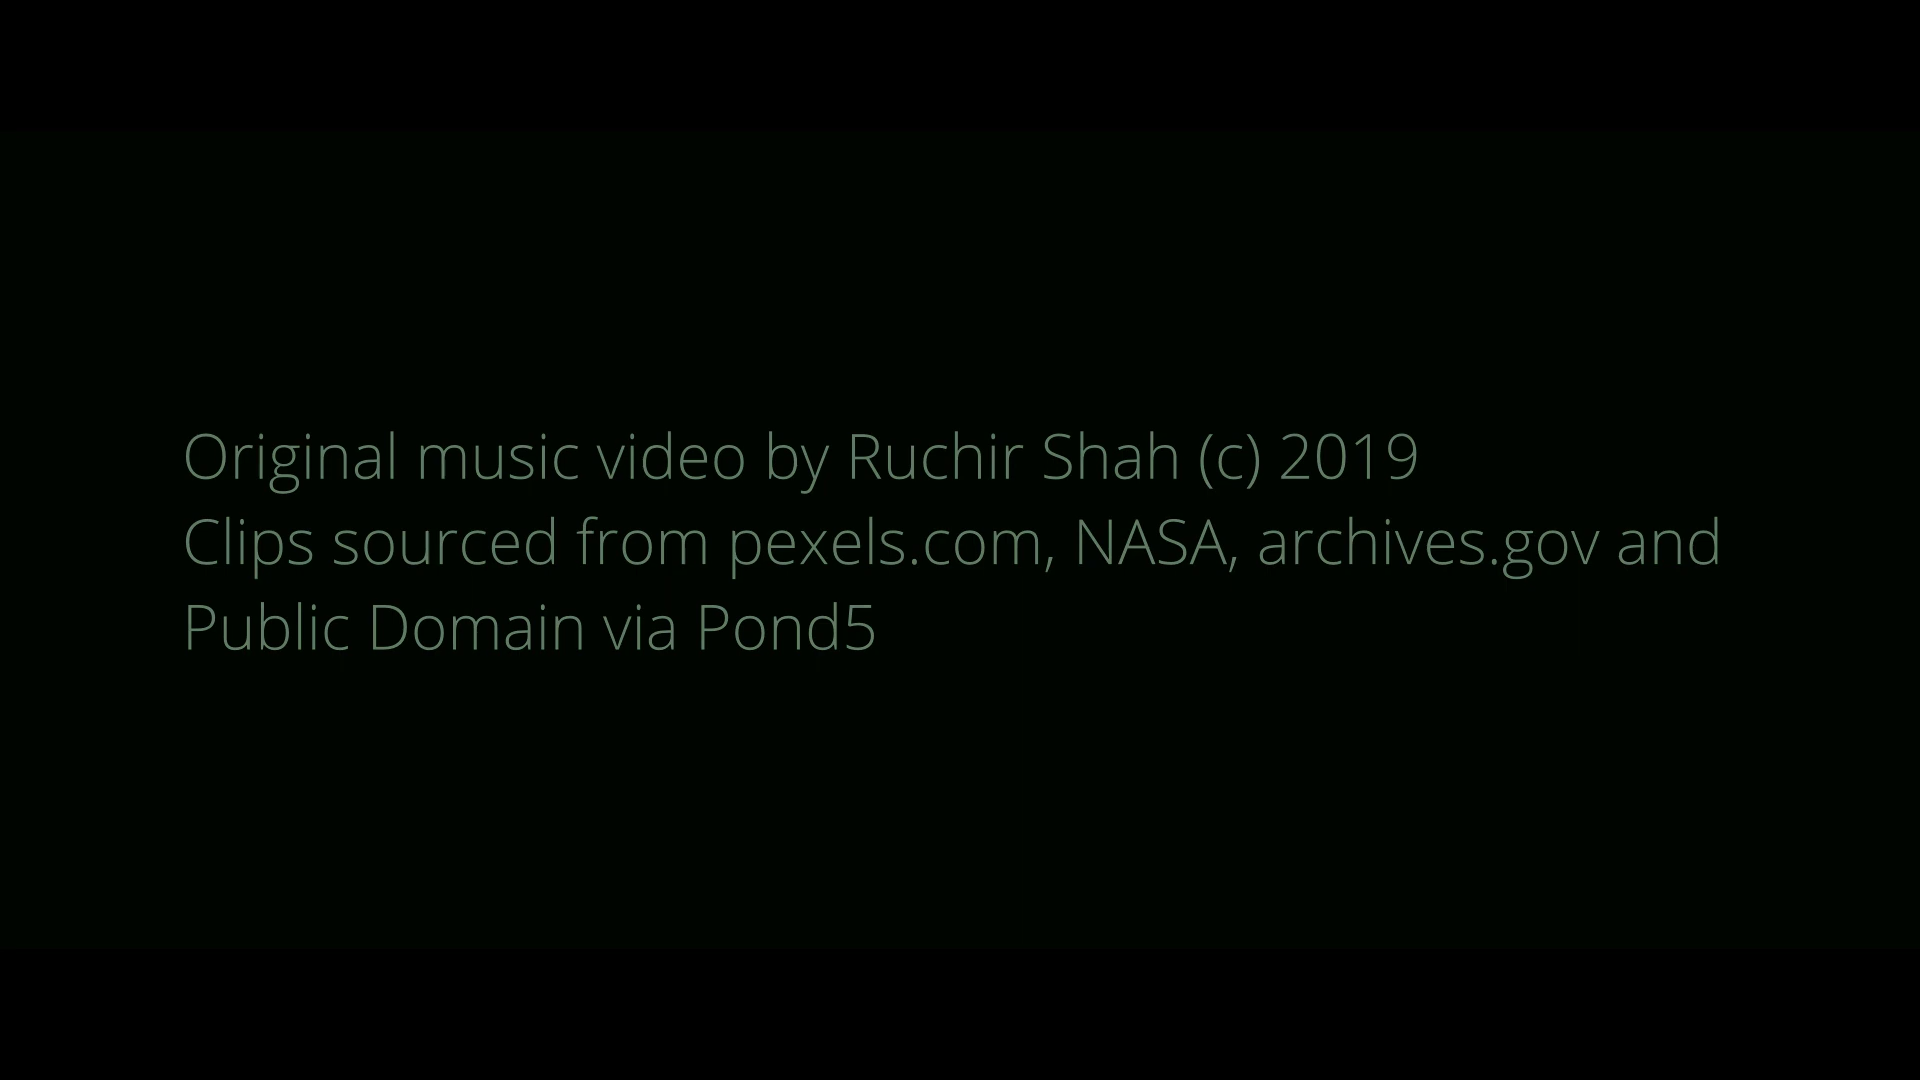 Original music video by Ruchir Shah (c) 2019
Clips sourced from pexels.com, NASA, archives.gov and
Public Domain via Pond5